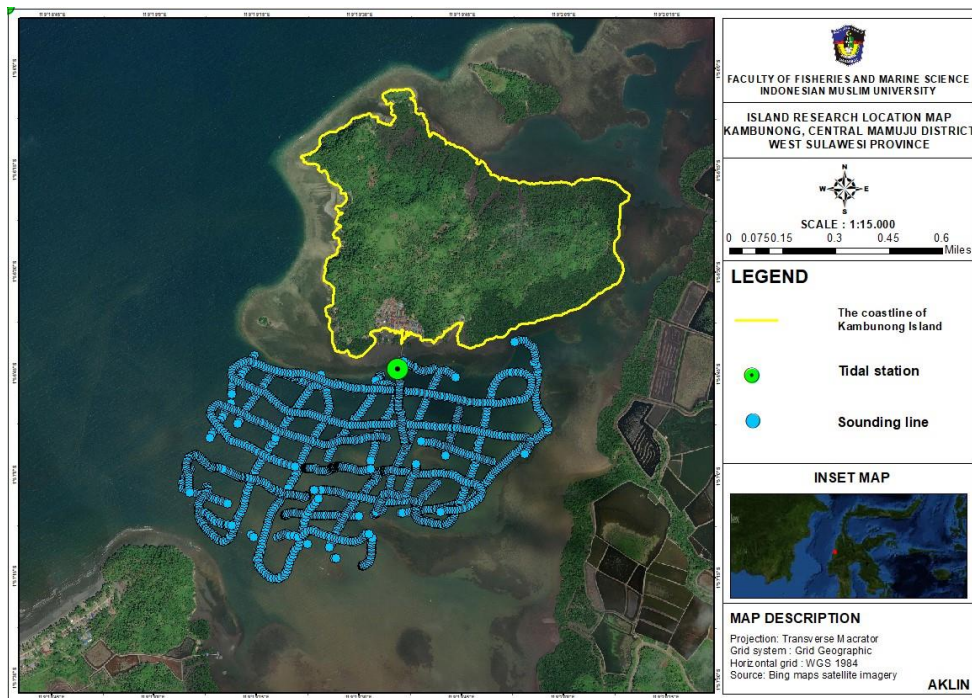 FACULTY OF FISHERIES AND MARINE SCIENCE
INDONESIAN MUSLIM UNIVERSITY
ISLAND RESEARCH LOCATION MAP
KAMBUNONG, CENTRAL MAMUJU DISTRICT
WEST SULAWESI PROVINCE
N
W E
S
SCALE : 1:15.000
0 0.0750.15 0.3 0.45 0.6
Miles
LEGEND
The coastline of
Kambunong Island
Tidal station
Sounding line
INSET MAP
MAP DESCRIPTION
Projection: Transverse Macrator
Grid system : Grid Geographic
Horizontal grid : WGS 1984
Source: Bing maps satellite imagery
AKLIN